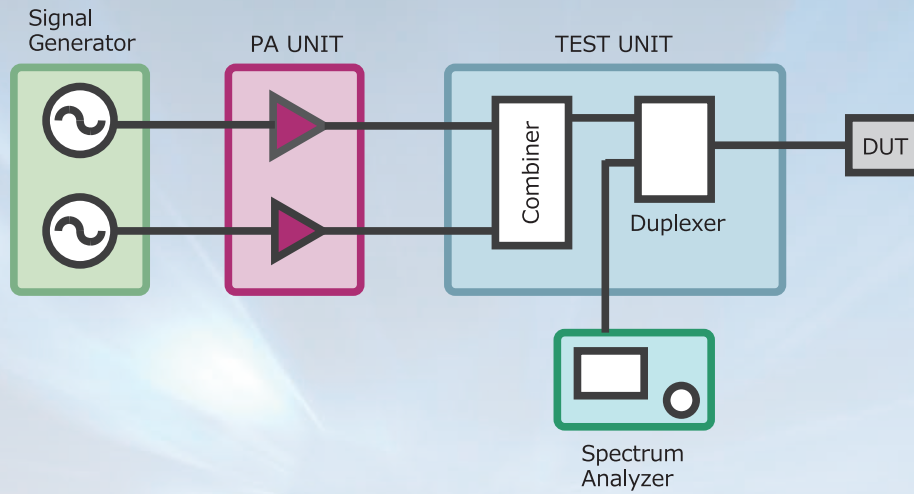 Signal
Generator
PA UNIT
TEST UNIT
Combiner
Duplexer
DUT
Spectrum
Analyzer